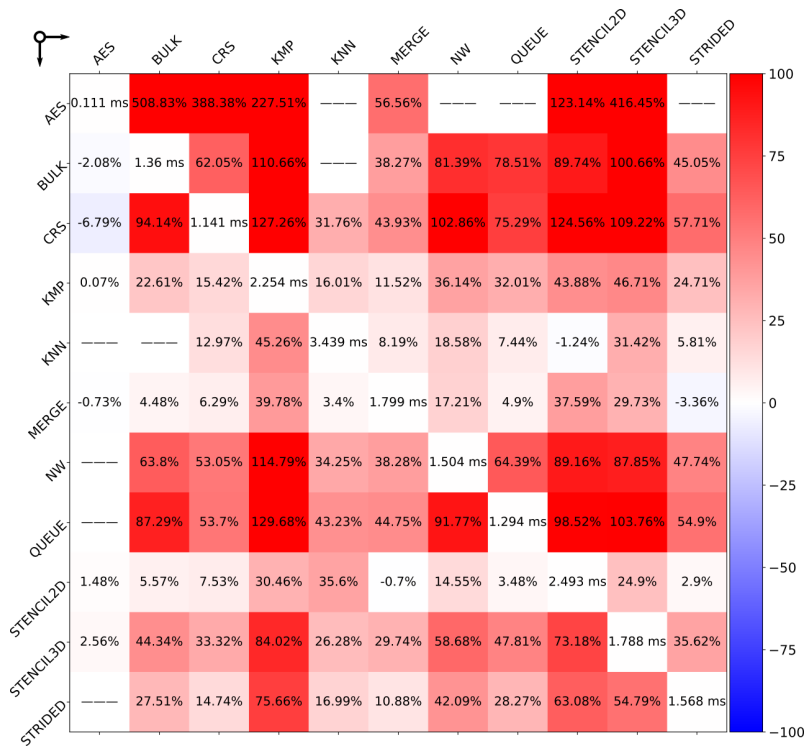 AES BULK CRS KMP KNN MERGE NW QUEUE STENCIL2D STENCIL3D STRIDED
AES 0.111 ms 508.83% 388.38% 227.51% ——— 56.56% ——— ——— 123.14% 416.45% ———
BULK -2.08% 1.36 ms 62.05% 110.66% ——— 38.27% 81.39% 78.51% 89.74% 100.66% 45.05%
CRS -6.79% 94.14% 1.141 ms 127.26% 31.76% 43.93% 102.86% 75.29% 124.56% 109.22% 57.71%
KMP 0.07% 22.61% 15.42% 2.254 ms 16.01% 11.52% 36.14% 32.01% 43.88% 46.71% 24.71%
KNN ——— ——— 12.97% 45.26% 3.439 ms 8.19% 18.58% 7.44% -1.24% 31.42% 5.81%
MERGE -0.73% 4.48% 6.29% 39.78% 3.4% 1.799 ms 17.21% 4.9% 37.59% 29.73% -3.36%
NW ——— 63.8% 53.05% 114.79% 34.25% 38.28% 1.504 ms 64.39% 89.16% 87.85% 47.74%
QUEUE ——— 87.29% 53.7% 129.68% 43.23% 44.75% 91.77% 1.294 ms 98.52% 103.76% 54.9%
STENCIL2D 1.48% 5.57% 7.53% 30.46% 35.6% -0.7% 14.55% 3.48% 2.493 ms 24.9% 2.9%
STENCIL3D 2.56% 44.34% 33.32% 84.02% 26.28% 29.74% 58.68% 47.81% 73.18% 1.788 ms 35.62%
STRIDED ——— 27.51% 14.74% 75.66% 16.99% 10.88% 42.09% 28.27% 63.08% 54.79% 1.568 ms
100
75
50
25
0
−25
−50
−75
−100